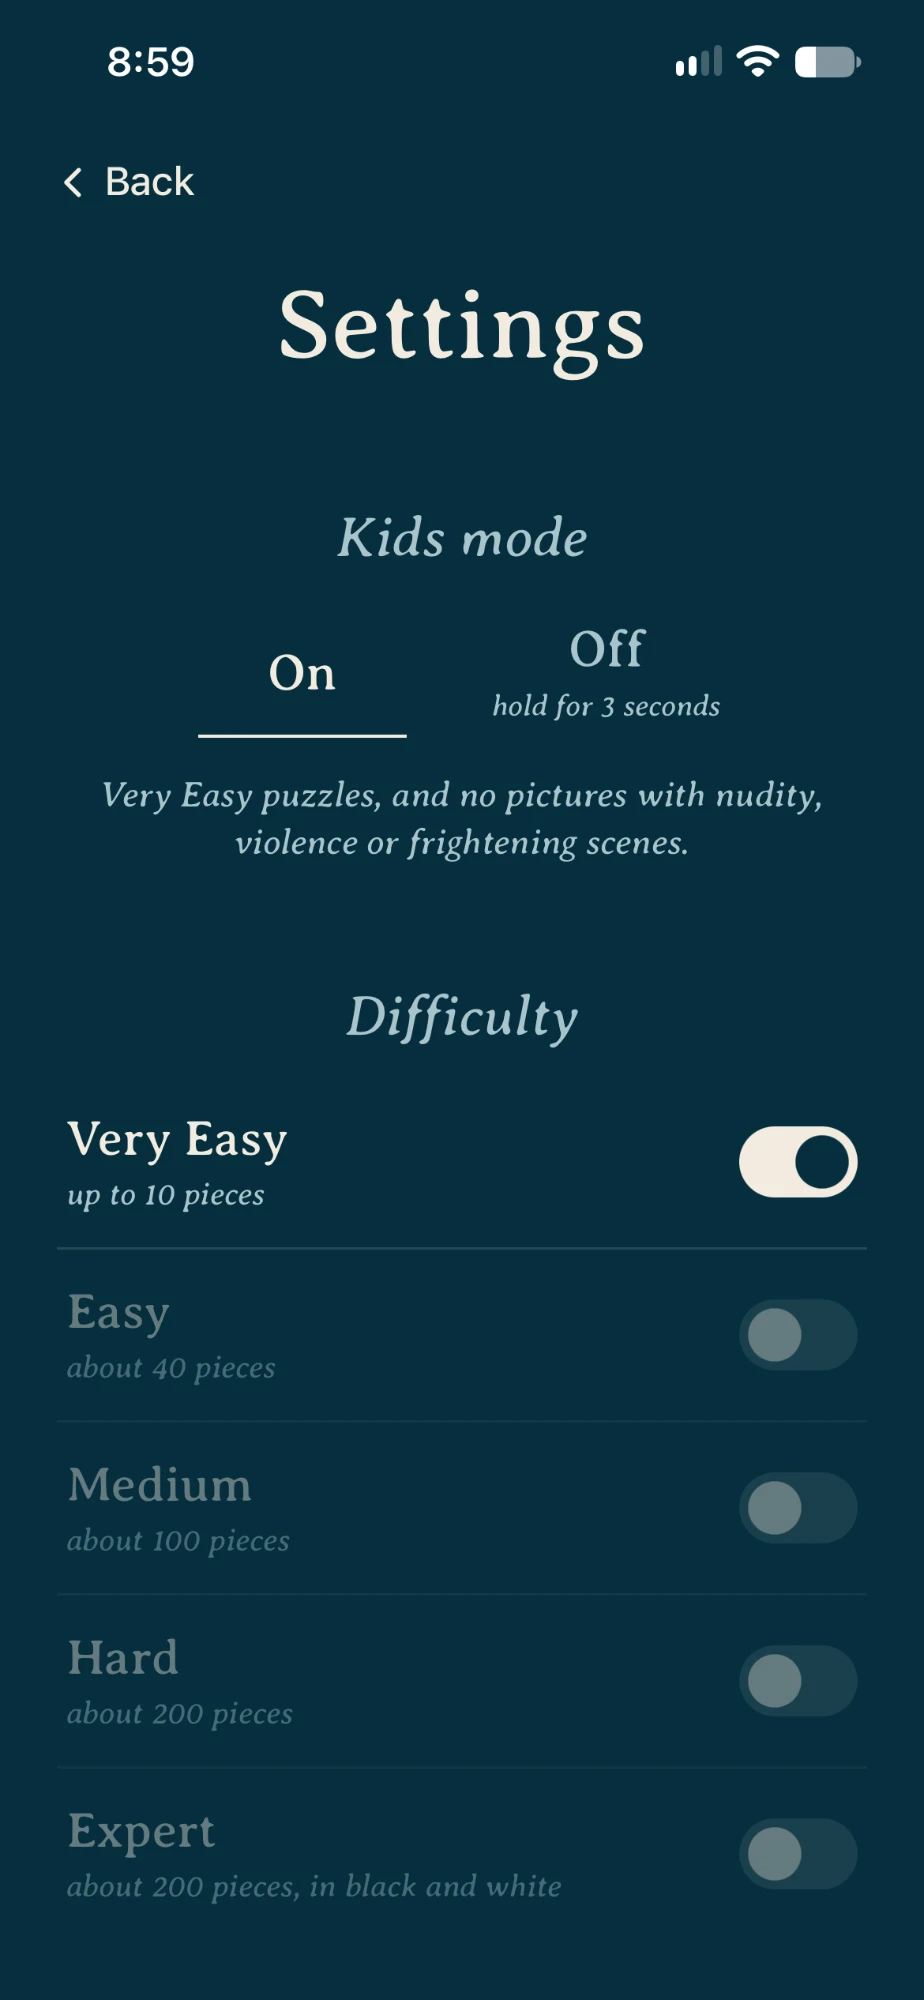 8:59
Back
Settings
Kids mode
On
Off
hold for 3 seconds
Very Easy puzzles, and no pictures with nudity,
violence or frightening scenes.
Difficulty
Very Easy
up to 10 pieces
Easy
about 40 pieces
Medium
about 100 pieces
Hard
about 200 pieces
Expert
about 200 pieces, in black and white